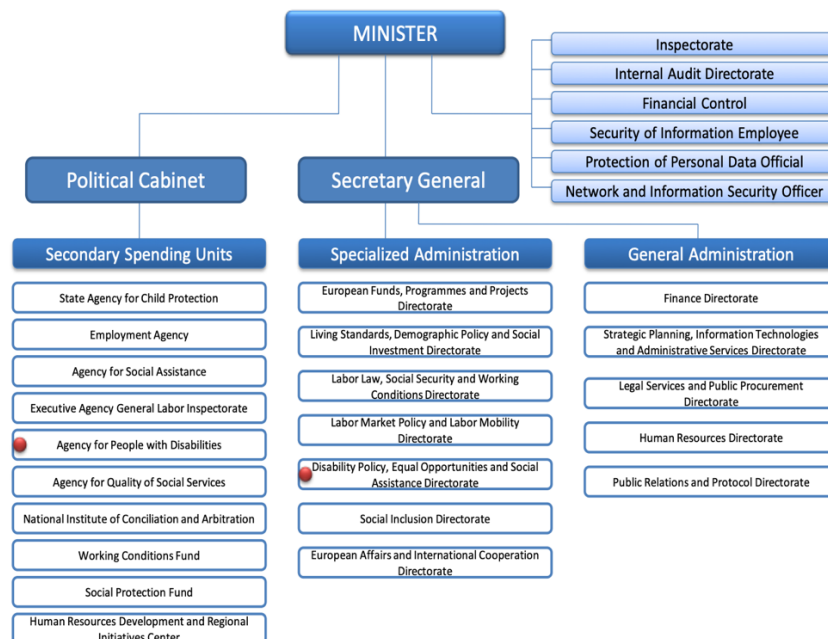 MINISTER
Inspectorate
Internal Audit Directorate
Financial Control
Security of Information Employee
Protection of Personal Data Official
Network and Information Security Officer
Political Cabinet
Secretary General
Secondary Spending Units
State Agency for Child Protection
Employment Agency
Agency for Social Assistance
Executive Agency General Labor Inspectorate
Agency for People with Disabilities
Agency for Quality of Social Services
National Institute of Conciliation and Arbitration
Working Conditions Fund
Social Protection Fund
Human Resources Development and Regional
Initiatives Center
Specialized Administration
European Funds, Programmes and Projects
Directorate
Living Standards, Demographic Policy and Social
Investment Directorate
Labor Law, Social Security and Working
Conditions Directorate
Labor Market Policy and Labor Mobility
Directorate
Disability Policy, Equal Opportunities and Social
Assistance Directorate
Social Inclusion Directorate
European Affairs and International Cooperation
Directorate
General Administration
Finance Directorate
Strategic Planning, Information Technologies
and Administrative Services Directorate
Legal Services and Public Procurement
Directorate
Human Resources Directorate
Public Relations and Protocol Directorate